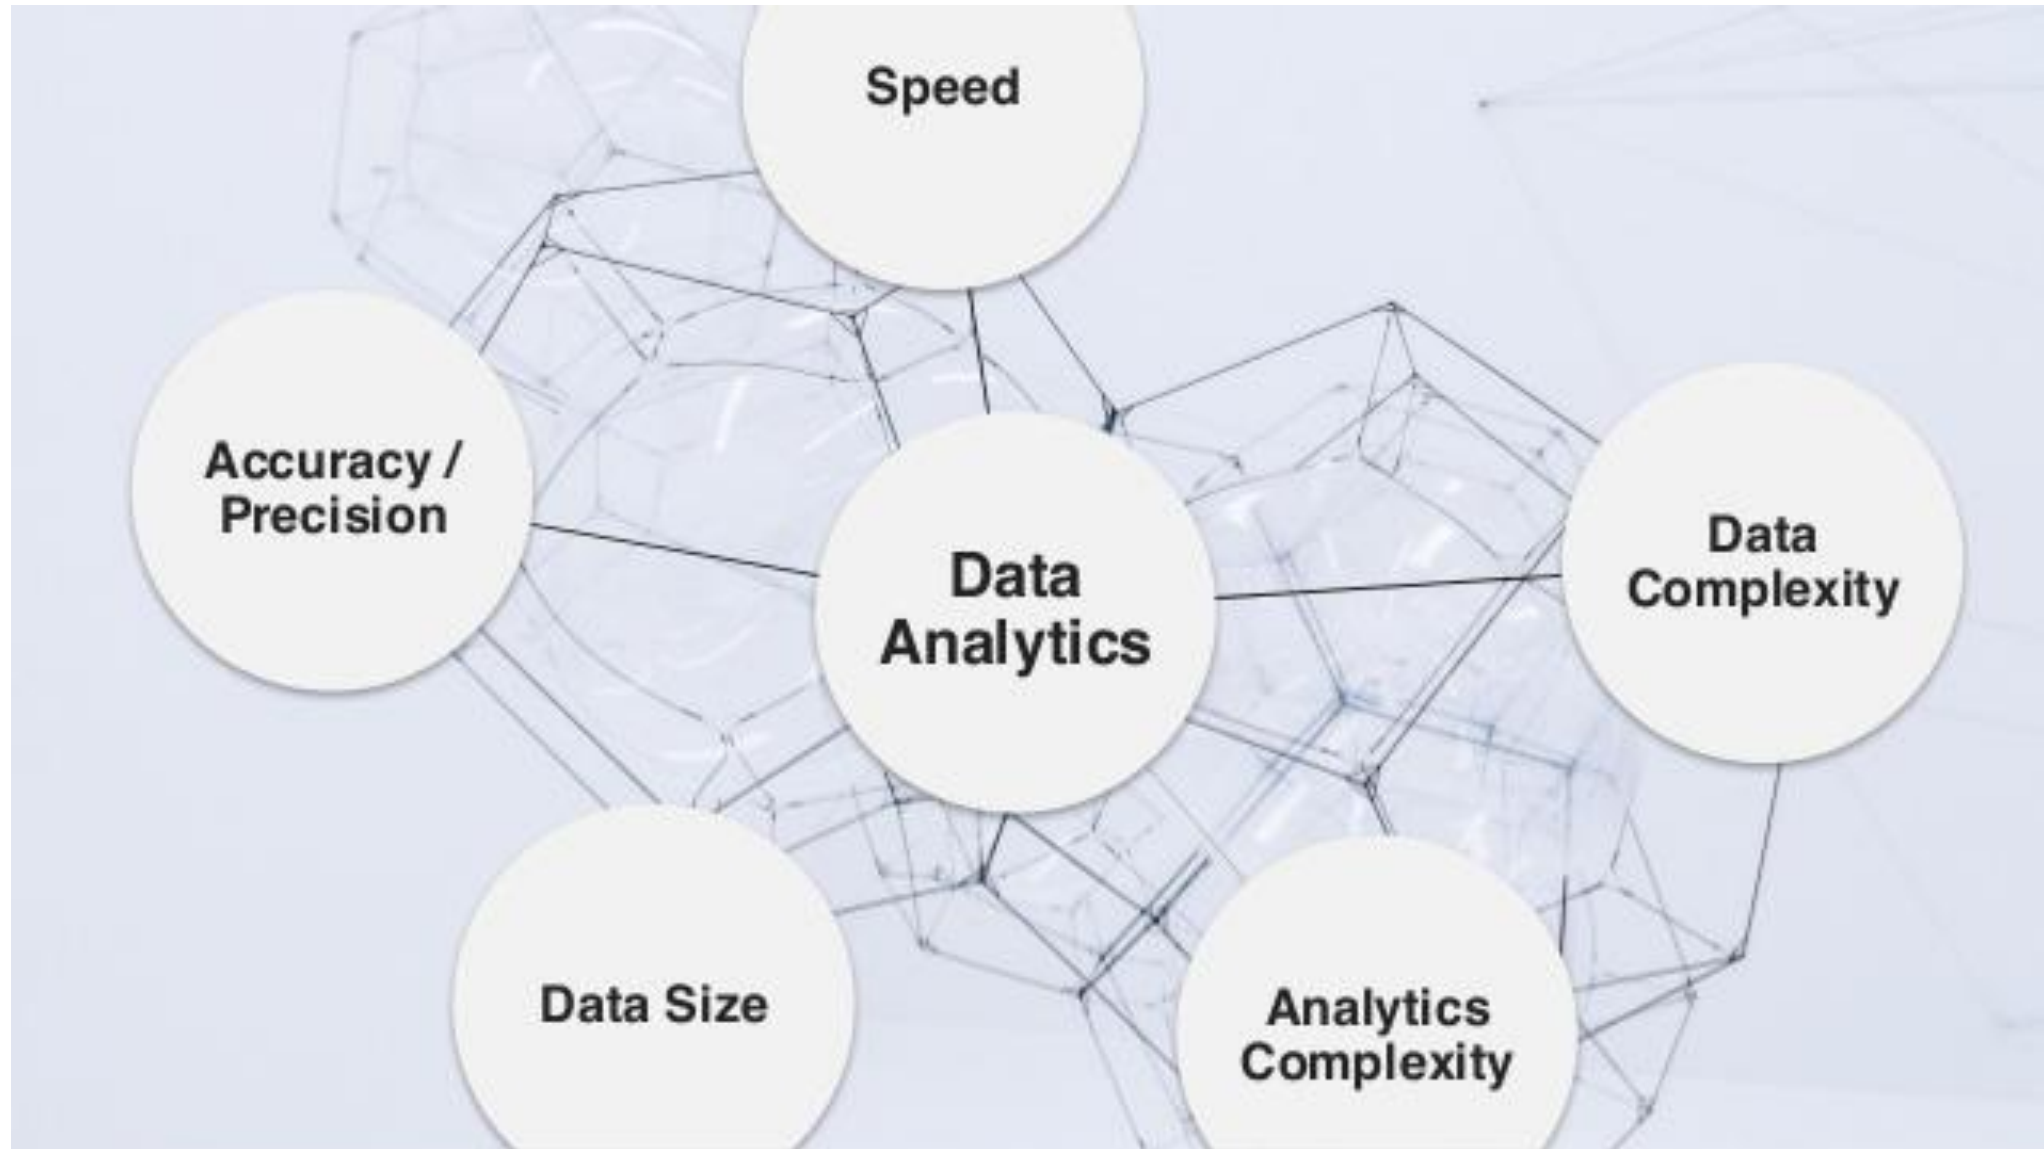 Speed
Accuracy /
Precision
Data
Analytics
Data
Complexity
Data Size
Analytics
Complexity